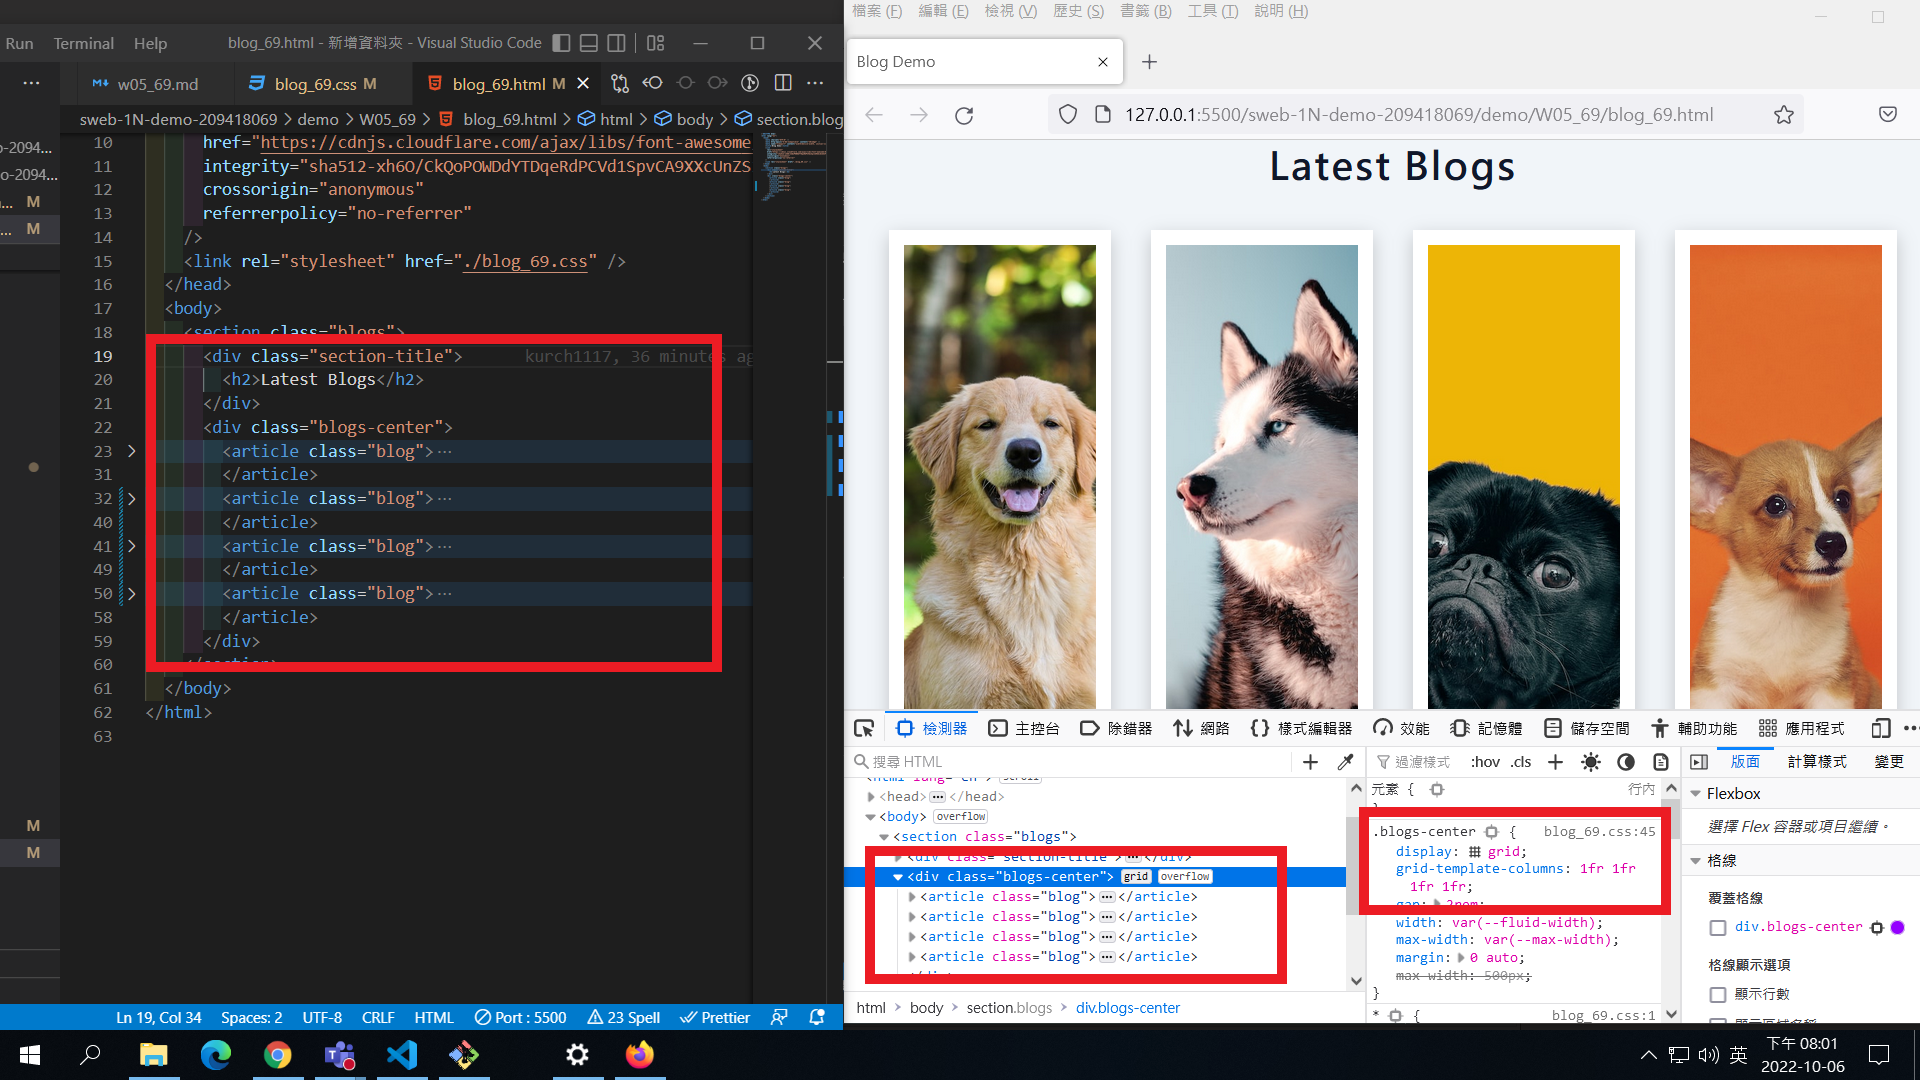 Run Terminal Help blog_69.html - 新增資料夾 - Visual Studio Code
w05_69.md blog_69.css M blog_69.html M
sweb-1N-demo-209418069 > demo > W05_69 > blog_69.html > html > body > section.blog
o-2094...
o-2094...
... M
... M
M
M
10 href="https://cdnjs.cloudflare.com/ajax/libs/font-awesome
11 integrity="sha512-xh6O/CkQoPOWDdYTDqeRdPCVd1SpvCA9XXcUnZS
12 crossorigin="anonymous"
13 referrerpolicy="no-referrer"
14 />
15 <link rel="stylesheet" href="./blog_69.css" />
16 </head>
17 <body>
18 <section class="blogs">
19 <div class="section-title"> kurch1117, 36 minutes ag
20 <h2>Latest Blogs</h2>
21 </div>
22 <div class="blogs-center">
23 <article class="blog">...
31 </article>
32 <article class="blog">...
40 </article>
41 <article class="blog">...
49 </article>
50 <article class="blog">...
58 </article>
59 </div>
60 </section>
61 </body>
62 </html>
63
Ln 19, Col 34 Spaces: 2 UTF-8 CRLF HTML Port : 5500 23 Spell Prettier
檔案 (F) 編輯 (E) 檢視 (V) 歷史 (S) 書籤 (B) 工具 (T) 說明 (H)
Blog Demo
127.0.0.1:5500/sweb-1N-demo-209418069/demo/W05_69/blog_69.html
Latest Blogs
檢測器 主控台 除錯器 網路 樣式編輯器 效能 記憶體 儲存空間 輔助功能 應用程式
搜尋 HTML
<html lang="en"> scroll
<head> ... </head>
<body> overflow
<section class="blogs">
<div class="section-title"> ... </div>
<div class="blogs-center"> grid overflow
<article class="blog"> ... </article>
<article class="blog"> ... </article>
<article class="blog"> ... </article>
<article class="blog"> ... </article>
html > body > section.blogs > div.blogs-center
過濾樣式 :hov .cls
元素 { 行內
}
.blogs-center { blog_69.css:45
display: grid;
grid-template-columns: 1fr 1fr
1fr 1fr;
gap: 2rem;
width: var(--fluid-width);
max-width: var(--max-width);
margin: 0 auto;
max-width: 500px;
}
* { blog_69.css:1
版面 計算樣式 變更
Flexbox
選擇 Flex 容器或項目繼續。
格線
覆蓋格線
div.blogs-center
格線顯示選項
顯示行數
顯示區域名稱
英
下午 08:01
2022-10-06